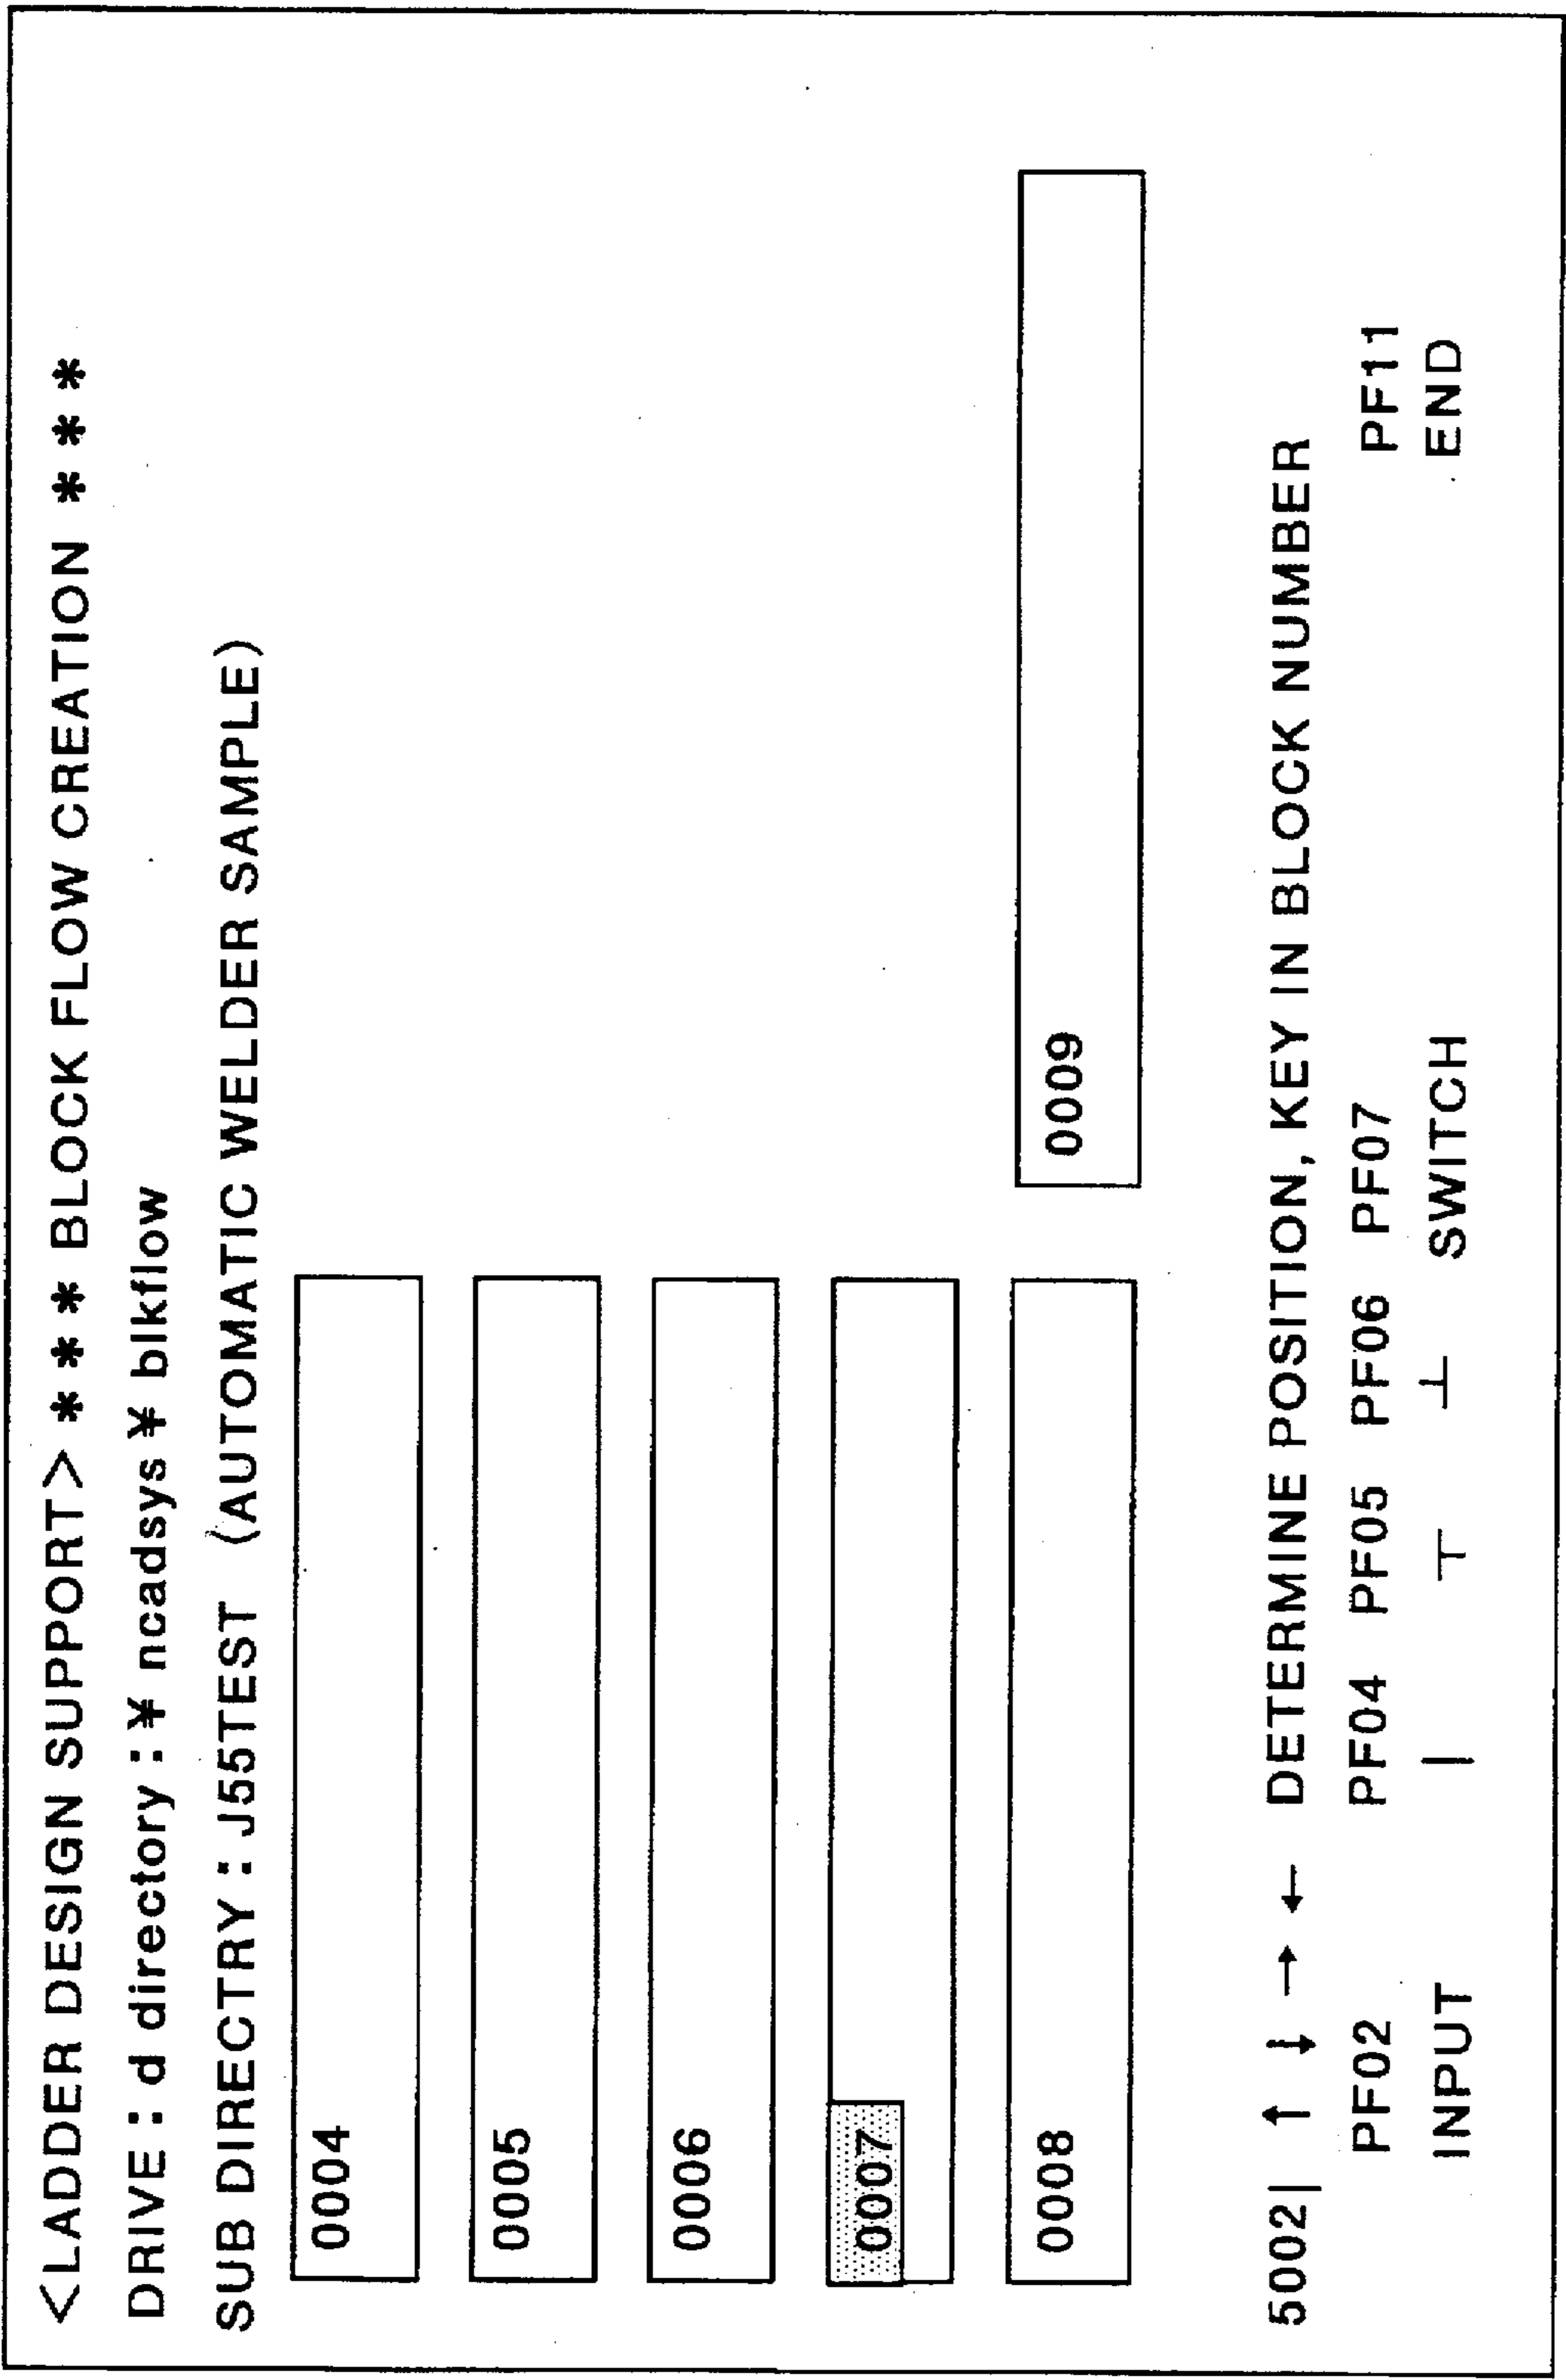 <LADDER DESIGN SUPPORT> * * * BLOCK FLOW CREATION * * *
DRIVE : d directory : ¥ ncadsys ¥ blkflow
SUB DIRECTRY : J55TEST (AUTOMATIC WELDER SAMPLE)
0004
0005
0006
0007
0008 0009
5002| ↑ ↓ → ← DETERMINE POSITION, KEY IN BLOCK NUMBER
PF02 PF04 PF05 PF06 PF07 PF11
INPUT — ├ ┤ SWITCH END